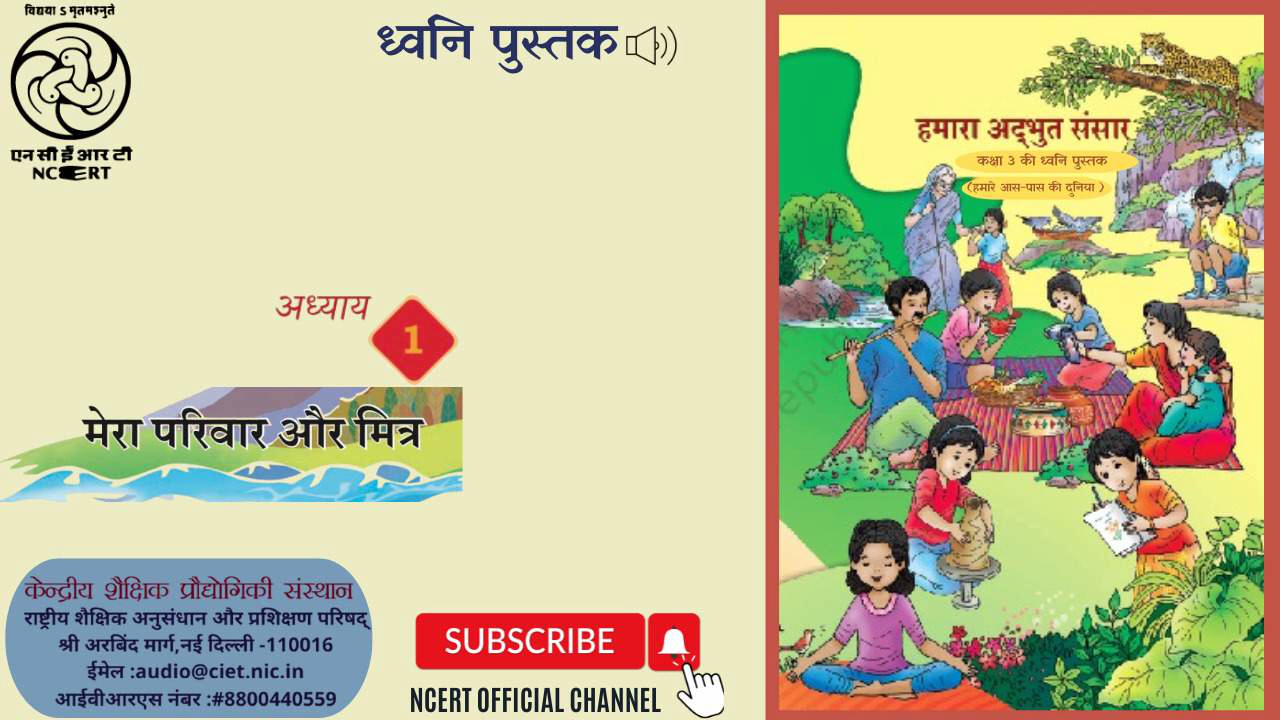 विद्यया ऽ मृतमश्नुते
एन सी ई आर टी
NCERT
ध्वनि पुस्तक
अध्याय
1
मेरा परिवार और मित्र
केन्द्रीय शैक्षिक प्रौद्योगिकी संस्थान
राष्ट्रीय शैक्षिक अनुसंधान और प्रशिक्षण परिषद्
श्री अरबिंद मार्ग,नई दिल्ली -110016
ईमेल :audio@ciet.nic.in
आईवीआरएस नंबर :#8800440559
SUBSCRIBE
NCERT OFFICIAL CHANNEL
हमारा अद्भुत संसार
कक्षा 3 की ध्वनि पुस्तक
(हमारे आस-पास की दुनिया )